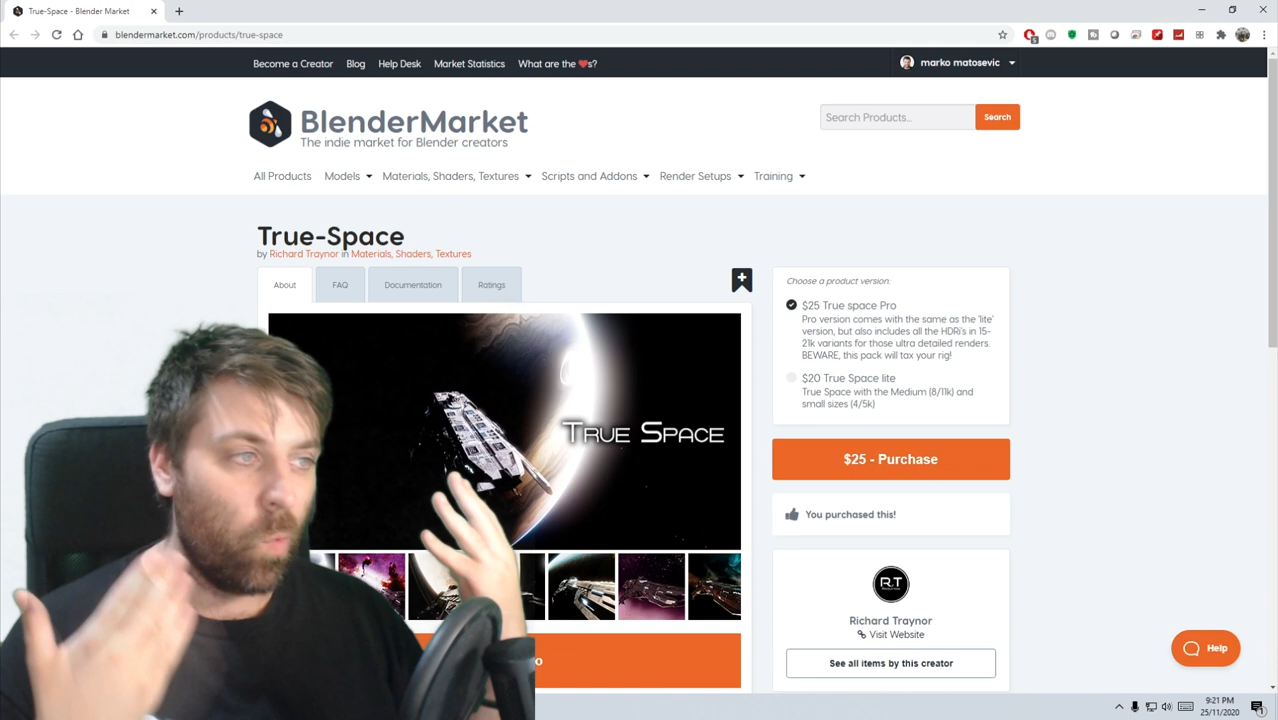 True-Space - Blender Market
blendermarket.com/products/true-space
5
Become a Creator Blog Help Desk Market Statistics What are the ❤s? marko matosevic
BlenderMarket
The indie market for Blender creators
Search Products... Search
All Products Models Materials, Shaders, Textures Scripts and Addons Render Setups Training
True-Space
by Richard Traynor in Materials, Shaders, Textures
About FAQ Documentation Ratings
TRUE SPACE
Choose a product version:
$25 True space Pro
Pro version comes with the same as the 'lite'
version, but also includes all the HDRi's in 15-
21k variants for those ultra detailed renders.
BEWARE, this pack will tax your rig!
$20 True Space lite
True Space with the Medium (8/11k) and
small sizes (4/5k)
$25 - Purchase
You purchased this!
R.T
Richard Traynor
Visit Website
See all items by this creator
Help
9:21 PM
25/11/2020
1